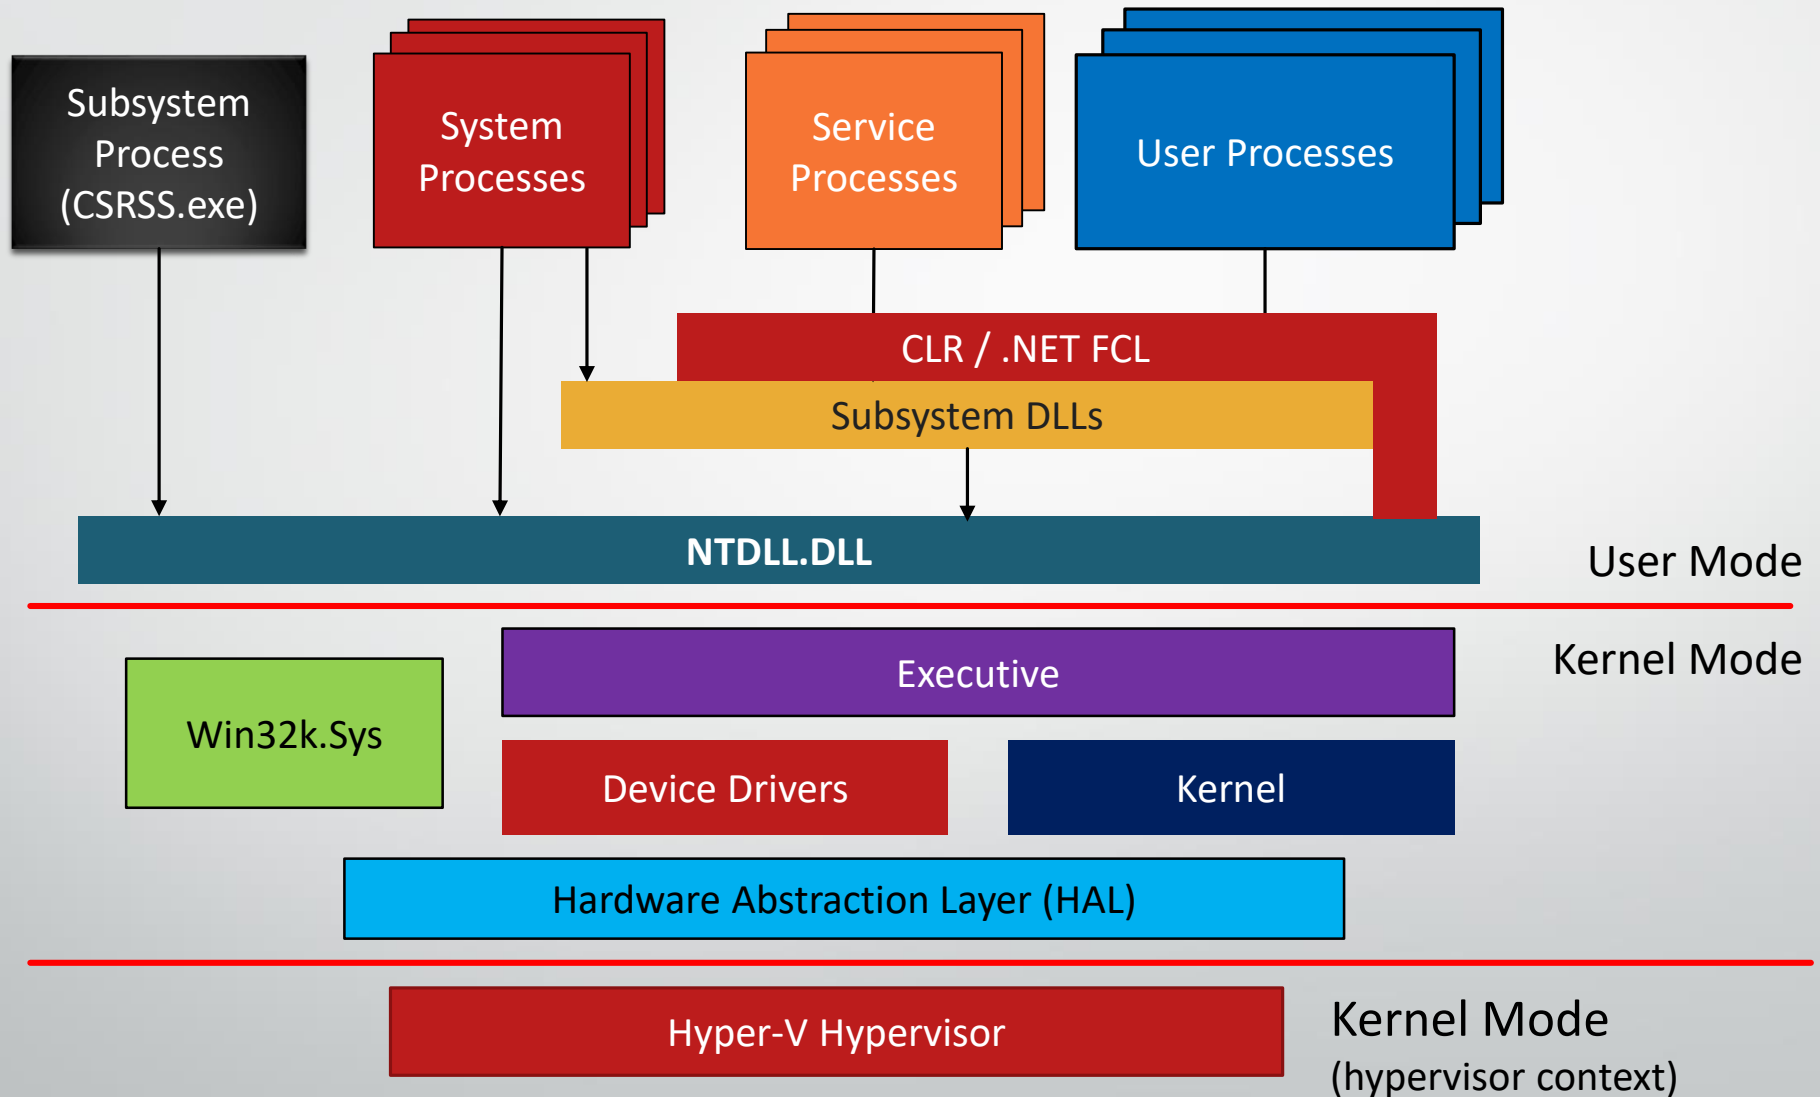 Subsystem
Process
(CSRSS.exe)
System
Processes
Service
Processes
User Processes
CLR / .NET FCL
Subsystem DLLs
NTDLL.DLL
User Mode
Kernel Mode
Executive
Win32k.Sys
Device Drivers
Kernel
Hardware Abstraction Layer (HAL)
Hyper-V Hypervisor
Kernel Mode
(hypervisor context)